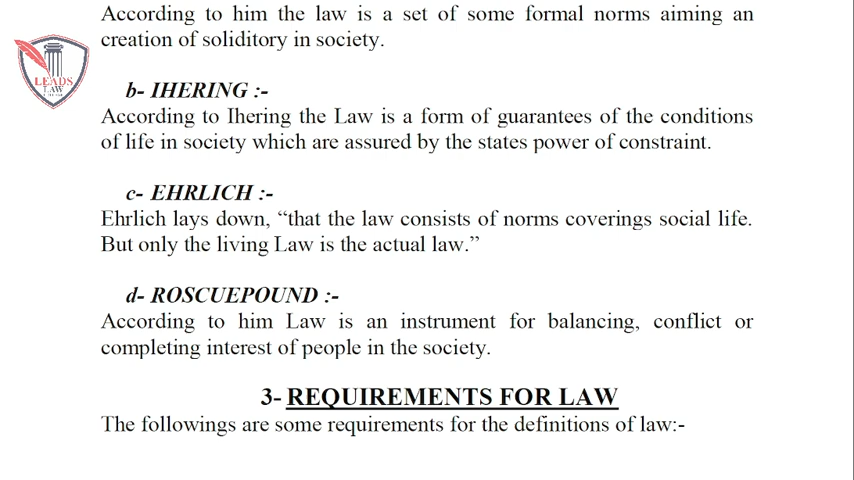 According to him the law is a set of some formal norms aiming an
creation of soliditory in society.
LEADS
LAW
b- IHERING :-
According to Ihering the Law is a form of guarantees of the conditions
of life in society which are assured by the states power of constraint.
c- EHRLICH :-
Ehrlich lays down, “that the law consists of norms coverings social life.
But only the living Law is the actual law.”
d- ROSCUEPOUND :-
According to him Law is an instrument for balancing, conflict or
completing interest of people in the society.
3- REQUIREMENTS FOR LAW
The followings are some requirements for the definitions of law:-